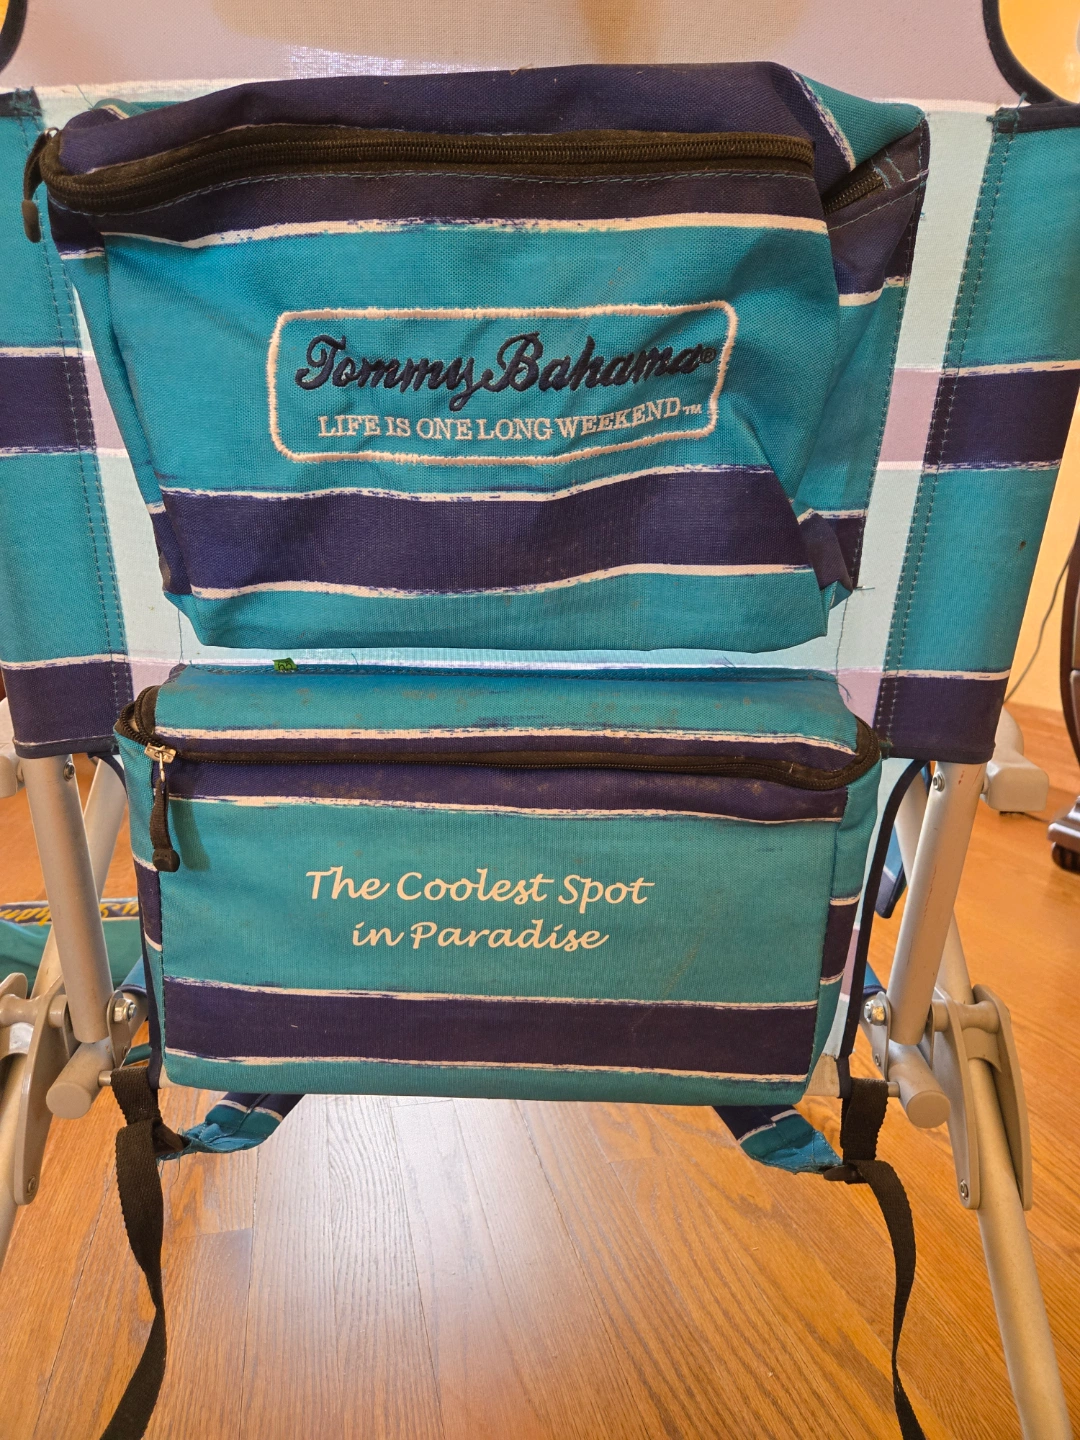 Tommy Bahama®
LIFE IS ONE LONG WEEKEND™
The Coolest Spot
in Paradise